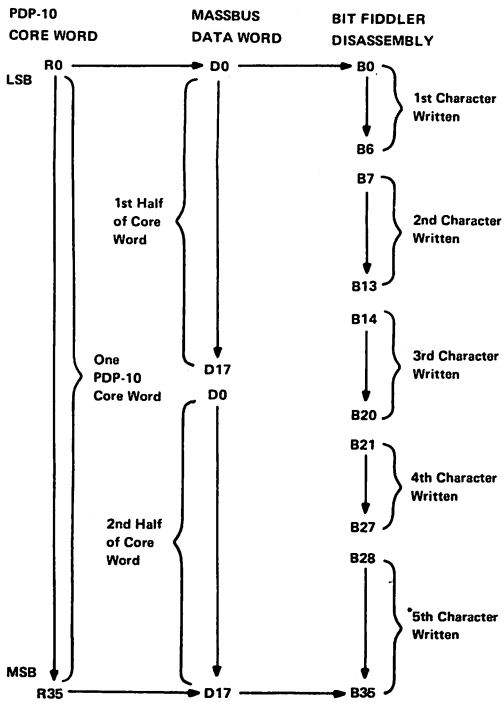 PDP-10
CORE WORD
MASSBUS
DATA WORD
BIT FIDDLER
DISASSEMBLY
R0
D0
B0
LSB
1st Character
Written
B6
B7
1st Half
of Core
Word
2nd Character
Written
B13
B14
One
PDP-10
Core Word
D17
D0
3rd Character
Written
B20
B21
4th Character
Written
B27
2nd Half
of Core
Word
B28
5th Character
Written
MSB
R35
D17
B35